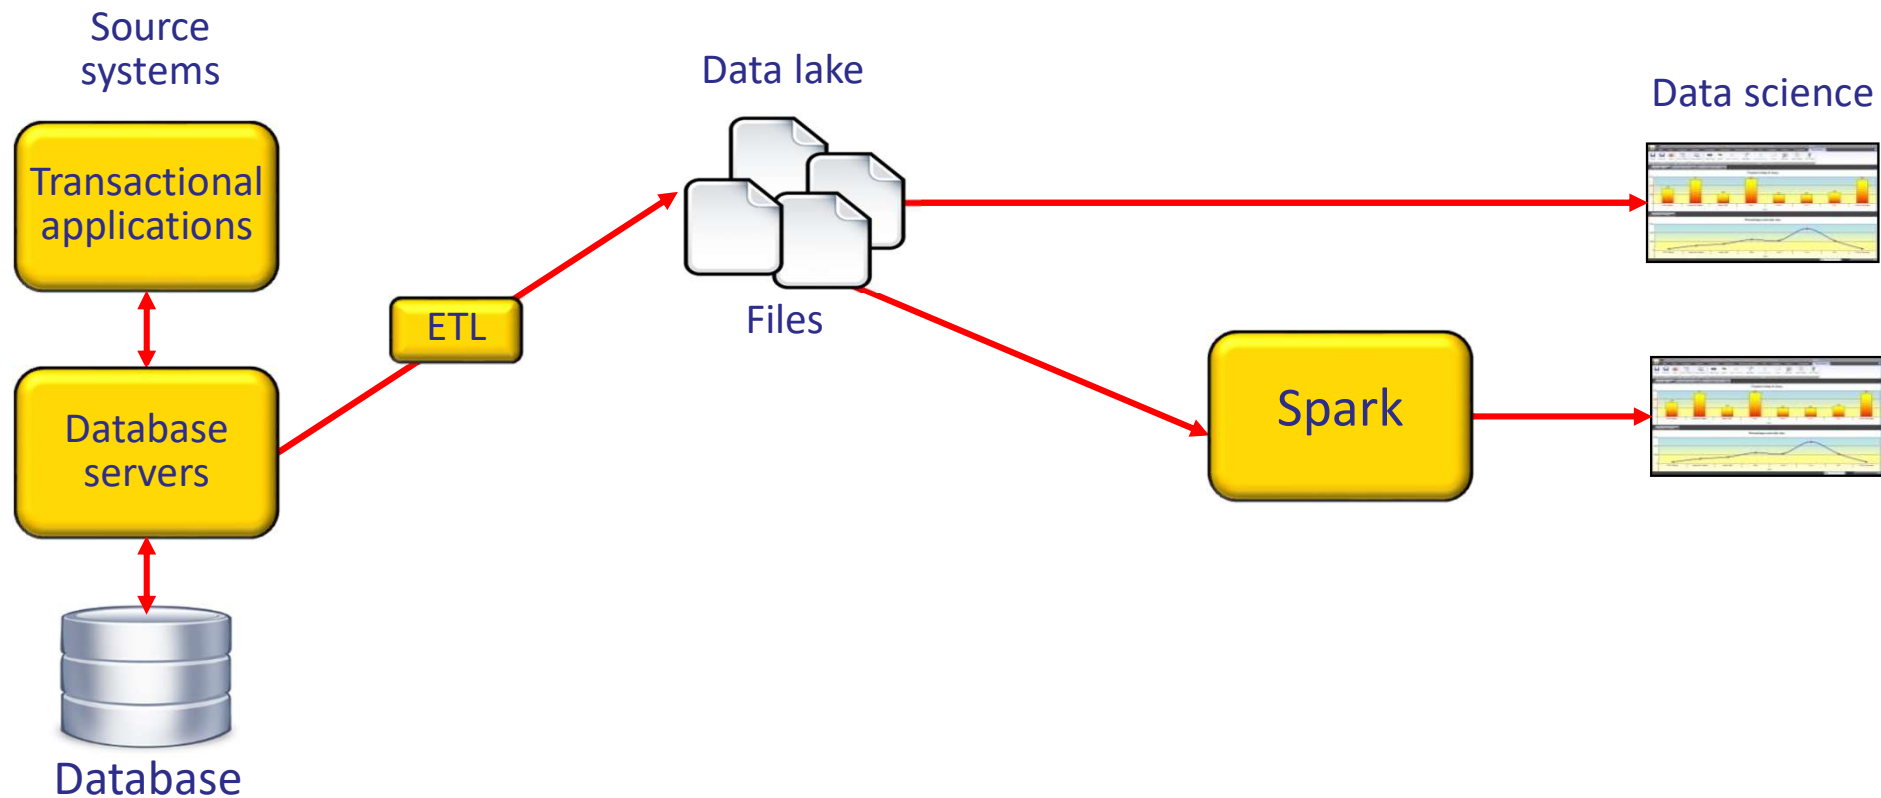 Source
systems
Transactional
applications
Database
servers
Database
ETL
Data lake
Files
Spark
Data science